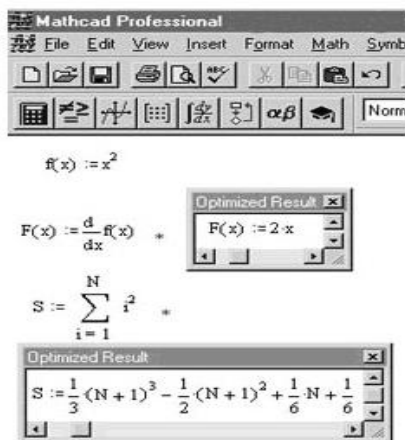 Mathcad Professional
File Edit View Insert Format Math Symb
αβ Norm
f(x) := x²
F(x) := d/dx f(x) *
Optimized Result
F(x) := 2·x
S := ∑ i=1 N i² *
Optimized Result
S := 1/3·(N + 1)³ − 1/2·(N + 1)² + 1/6·N + 1/6